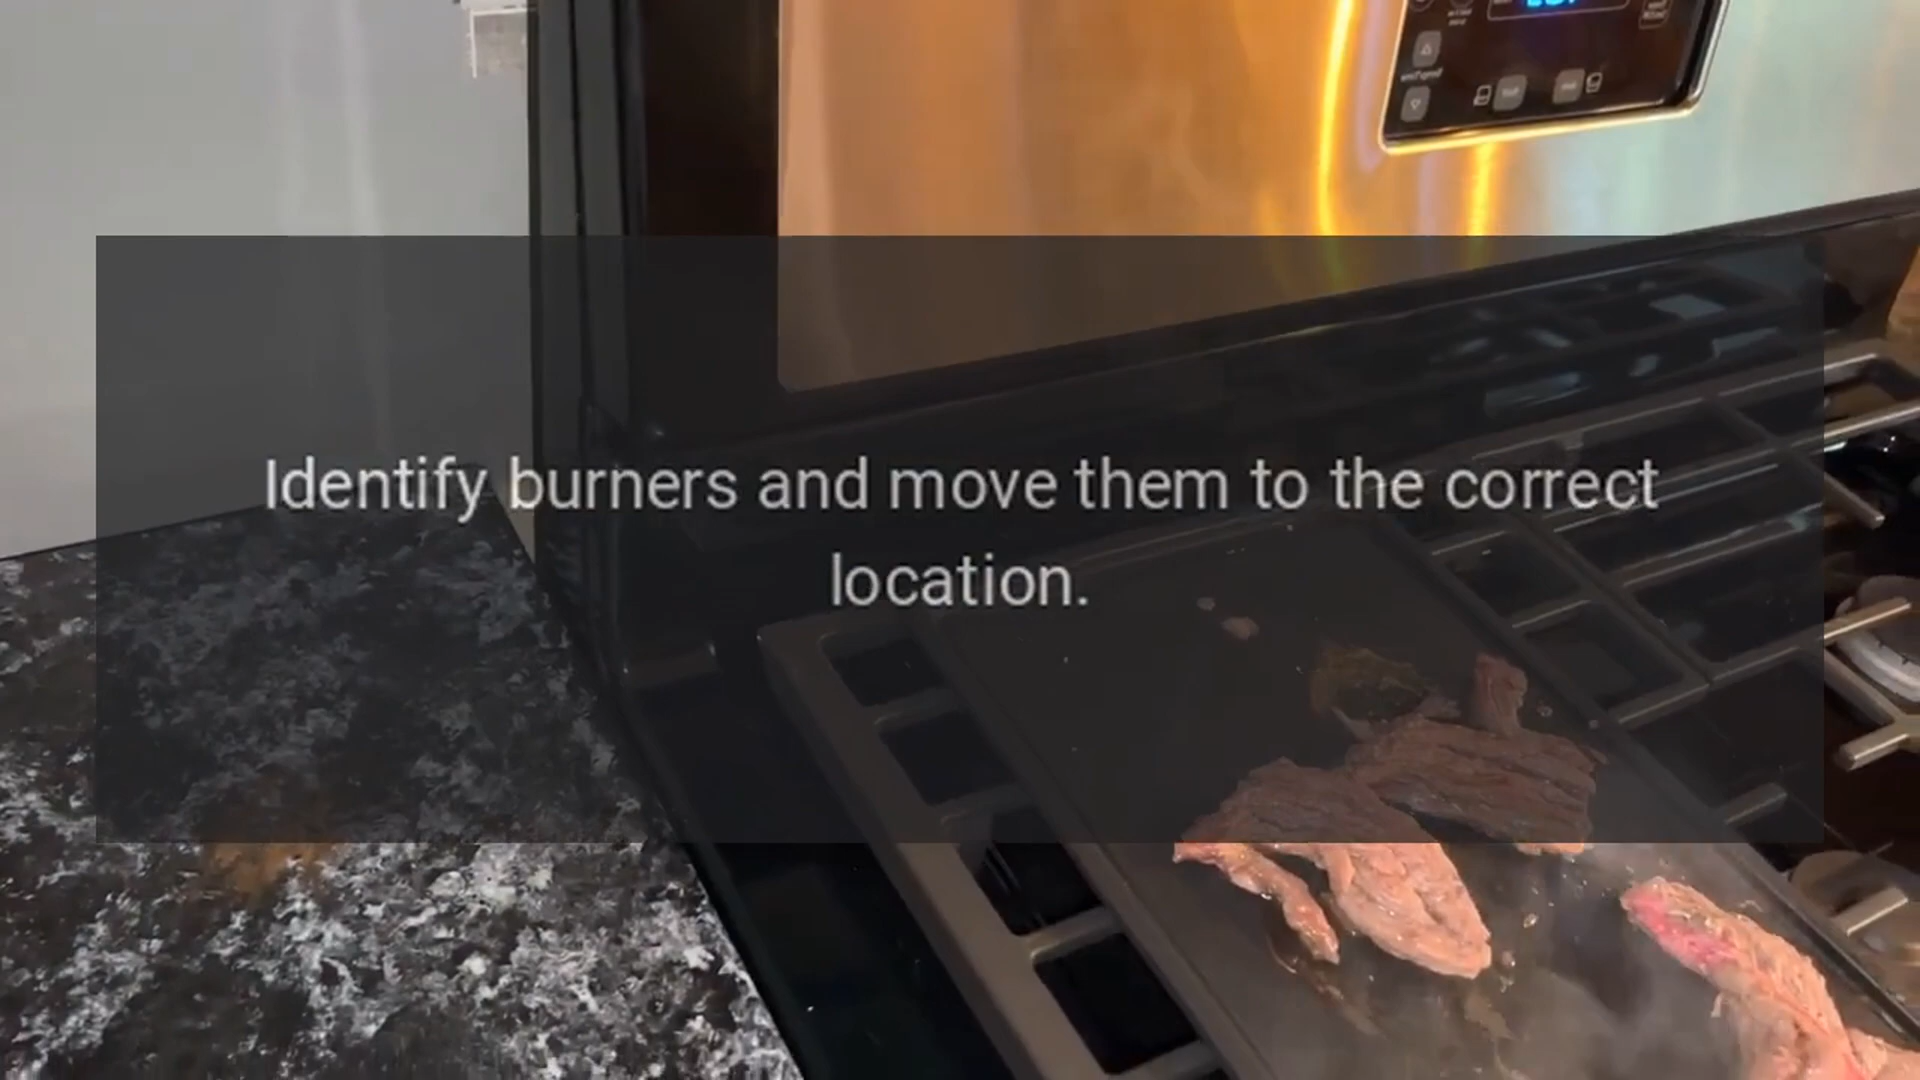 Identify burners and move them to the correct
location.